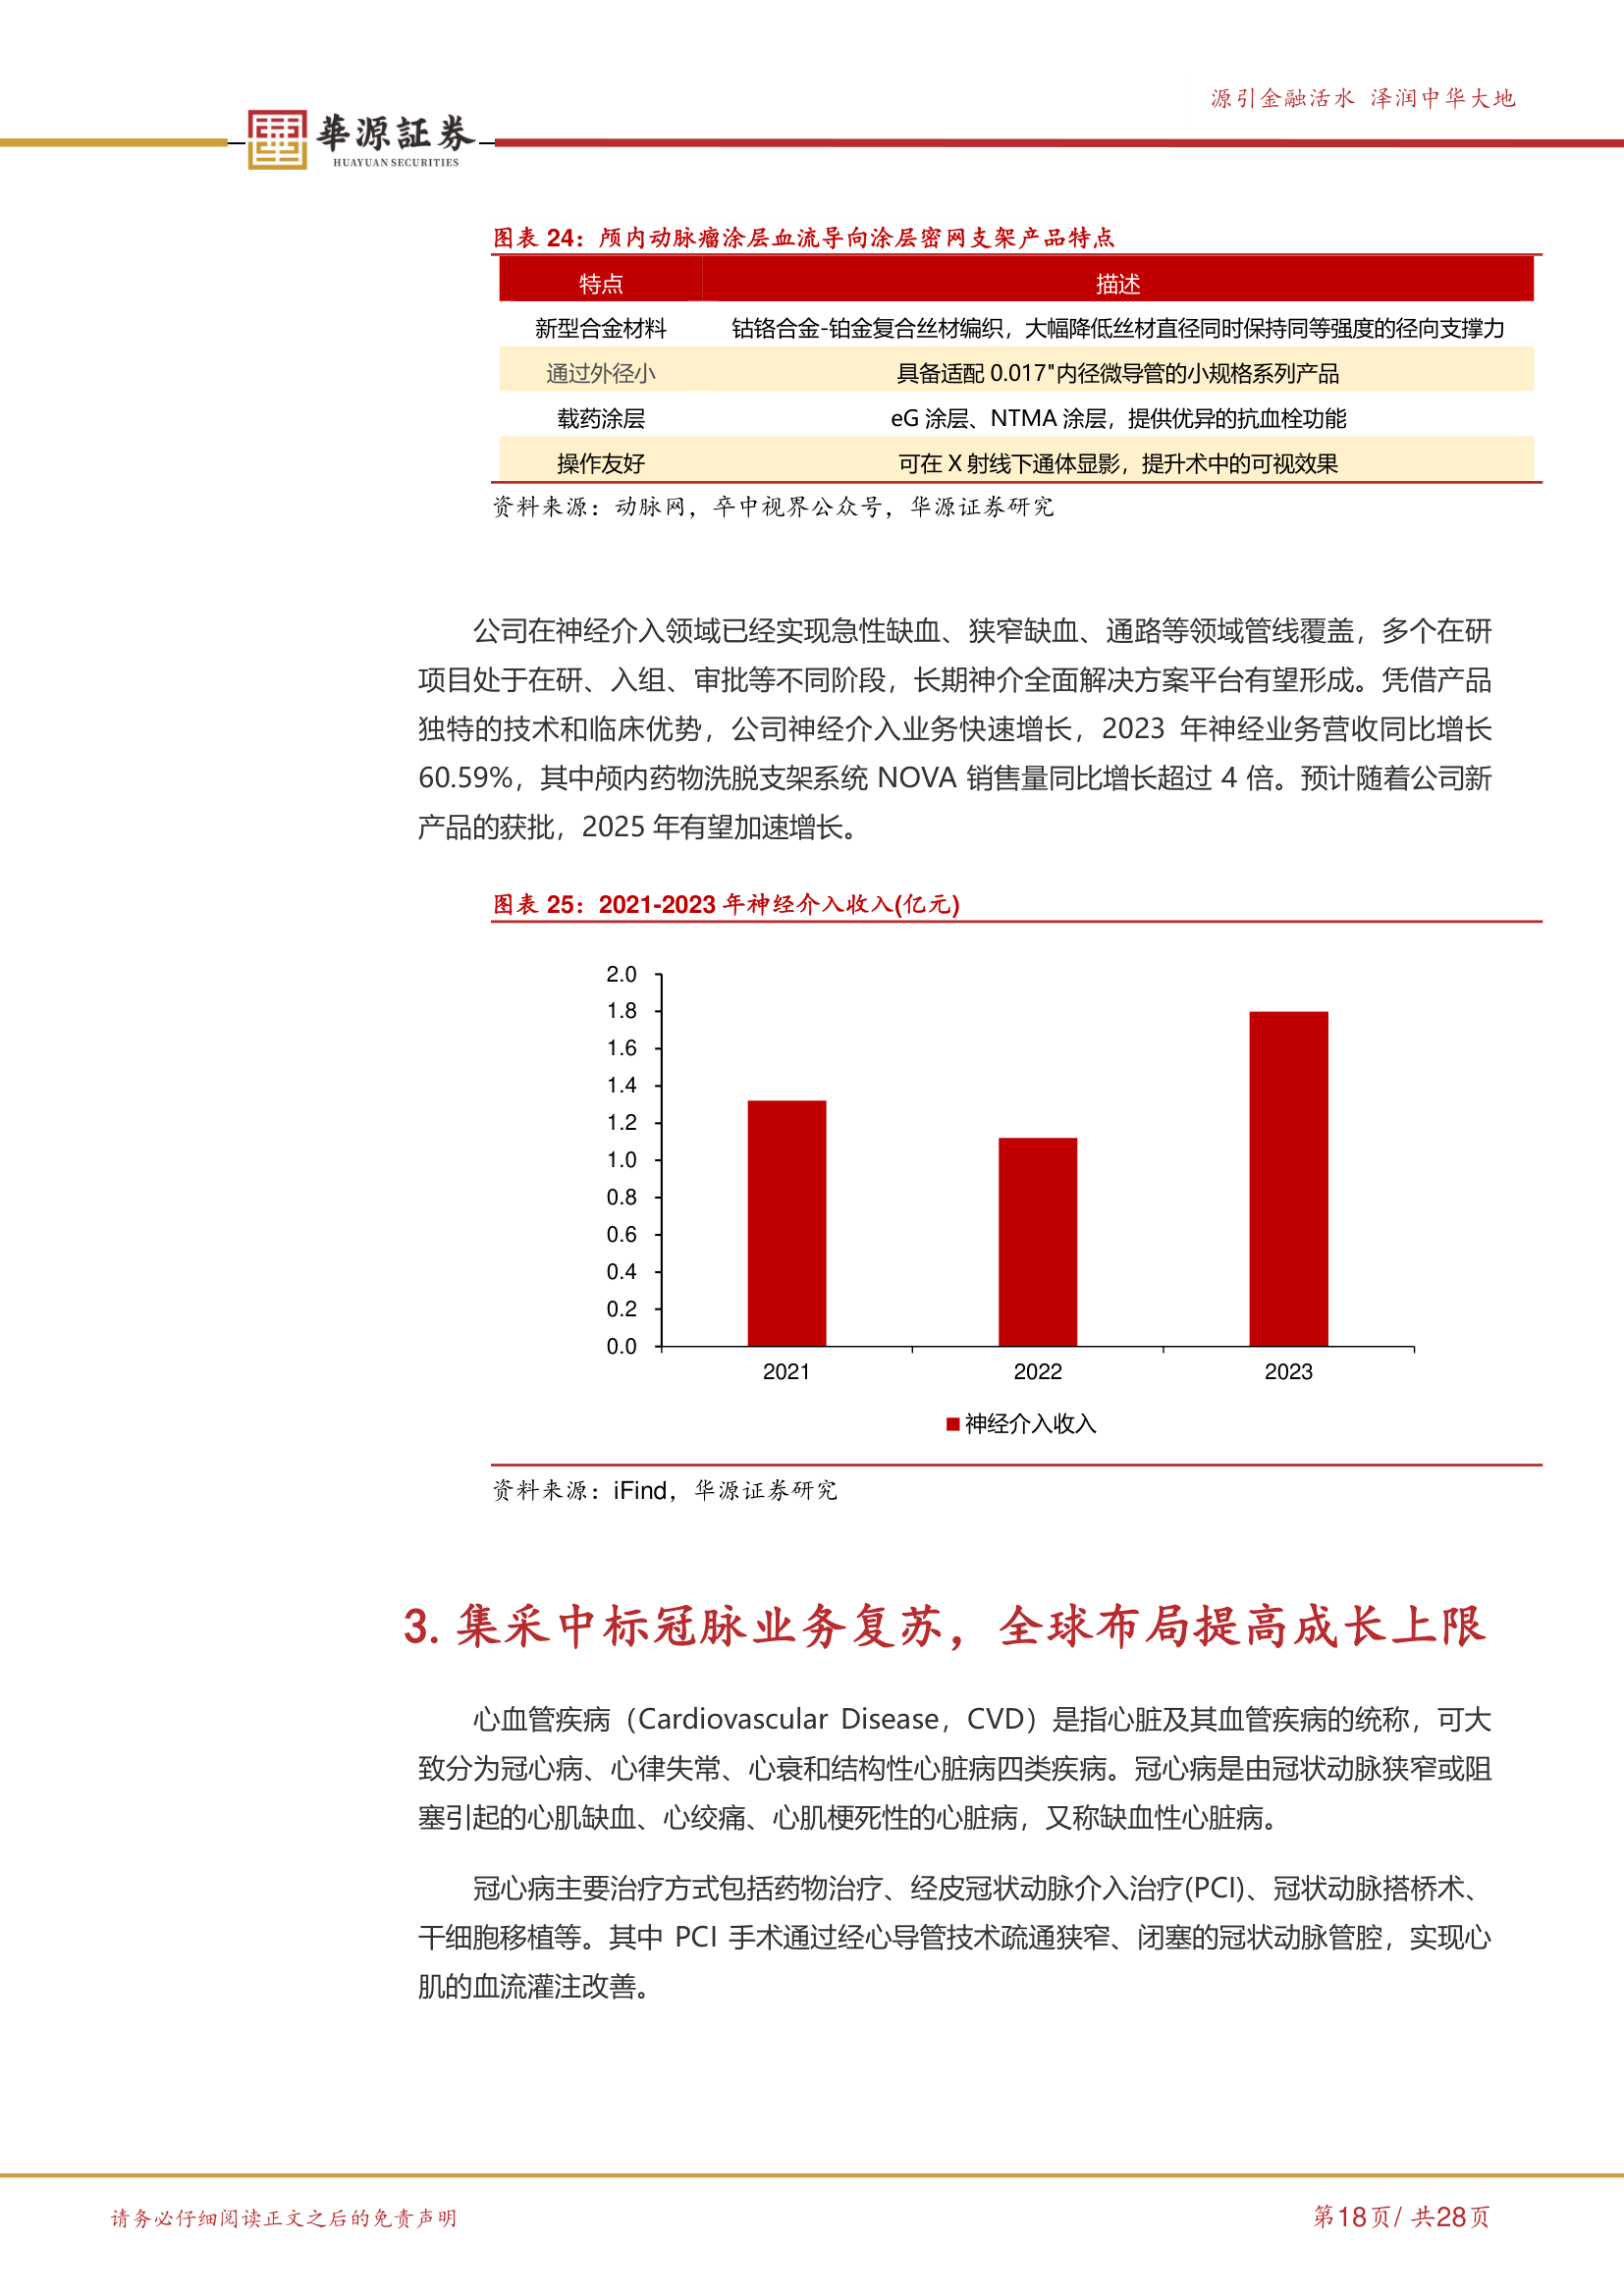 源引金融活水 泽润中华大地
華源証券
HUAYUAN SECURITIES
图表 24：颅内动脉瘤涂层血流导向涂层密网支架产品特点
特点 描述
新型合金材料 钴铬合金-铂金复合丝材编织，大幅降低丝材直径同时保持同等强度的径向支撑力
通过外径小 具备适配 0.017"内径微导管的小规格系列产品
载药涂层 eG 涂层、NTMA 涂层，提供优异的抗血栓功能
操作友好 可在 X 射线下通体显影，提升术中的可视效果
资料来源：动脉网，卒中视界公众号，华源证券研究
公司在神经介入领域已经实现急性缺血、狭窄缺血、通路等领域管线覆盖，多个在研
项目处于在研、入组、审批等不同阶段，长期神介全面解决方案平台有望形成。凭借产品
独特的技术和临床优势，公司神经介入业务快速增长，2023 年神经业务营收同比增长
60.59%，其中颅内药物洗脱支架系统 NOVA 销售量同比增长超过 4 倍。预计随着公司新
产品的获批，2025 年有望加速增长。
图表 25：2021-2023 年神经介入收入(亿元)
2.0
1.8
1.6
1.4
1.2
1.0
0.8
0.6
0.4
0.2
0.0
2021 2022 2023
神经介入收入
资料来源：iFind，华源证券研究
3. 集采中标冠脉业务复苏，全球布局提高成长上限
心血管疾病（Cardiovascular Disease，CVD）是指心脏及其血管疾病的统称，可大
致分为冠心病、心律失常、心衰和结构性心脏病四类疾病。冠心病是由冠状动脉狭窄或阻
塞引起的心肌缺血、心绞痛、心肌梗死性的心脏病，又称缺血性心脏病。
冠心病主要治疗方式包括药物治疗、经皮冠状动脉介入治疗(PCI)、冠状动脉搭桥术、
干细胞移植等。其中 PCI 手术通过经心导管技术疏通狭窄、闭塞的冠状动脉管腔，实现心
肌的血流灌注改善。
请务必仔细阅读正文之后的免责声明
第18页/ 共28页